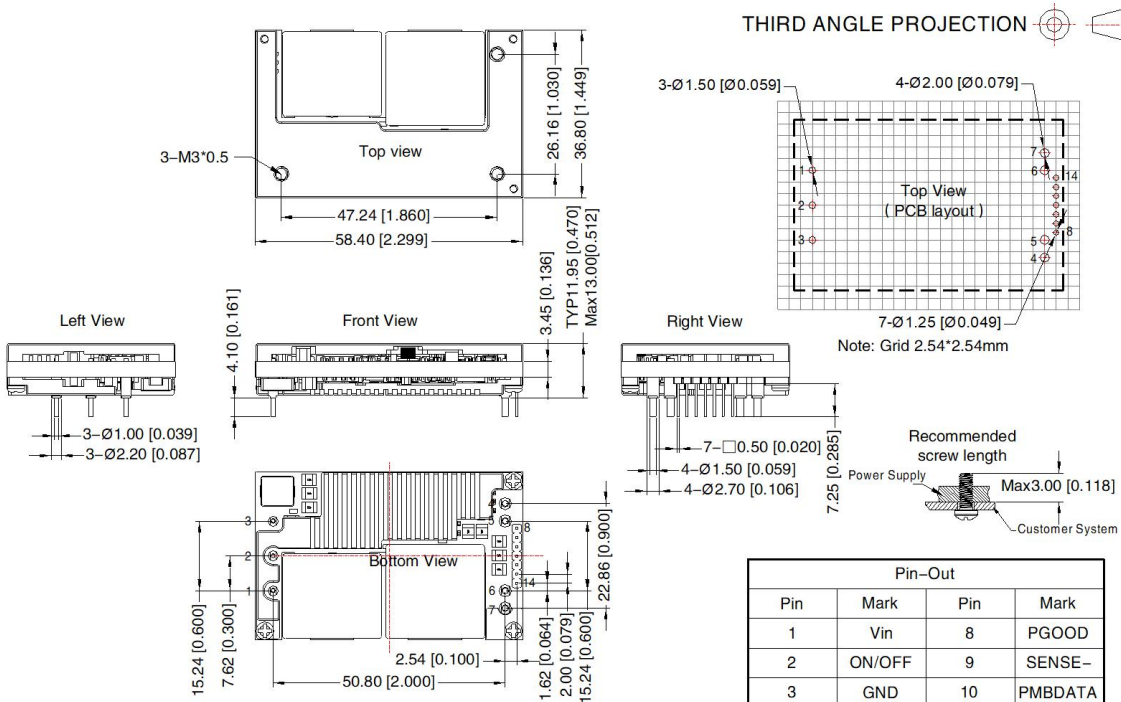 THIRD ANGLE PROJECTION
3-Ø1.50 [Ø0.059]
4-Ø2.00 [Ø0.079]
Top view
3–M3*0.5
26.16 [1.030]
36.80 [1.449]
47.24 [1.860]
58.40 [2.299]
1
2
3
7
6
14
5
8
4
Top View
( PCB layout )
7-Ø1.25 [Ø0.049]
Note: Grid 2.54*2.54mm
Left View
Front View
Right View
4.10 [0.161]
3.45 [0.136]
TYP11.95 [0.470]
Max13.00[0.512]
3–Ø1.00 [0.039]
3–Ø2.20 [0.087]
7–□0.50 [0.020]
4–Ø1.50 [0.059]
4–Ø2.70 [0.106]
7.25 [0.285]
Recommended
screw length
Power Supply
Max3.00 [0.118]
Customer System
3
2
1
5
8
14
6
7
Bottom View
15.24 [0.600]
7.62 [0.300]
2.54 [0.100]
50.80 [2.000]
1.62 [0.064]
2.00 [0.079]
15.24 [0.600]
22.86 [0.900]
Pin–Out
Pin Mark Pin Mark
1 Vin 8 PGOOD
2 ON/OFF 9 SENSE–
3 GND 10 PMBDATA